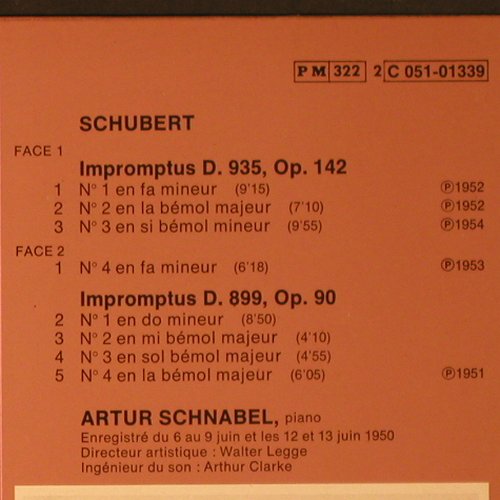 PM 322 2 C 051-01339
SCHUBERT
FACE 1
Impromptus D. 935, Op. 142
1 N° 1 en fa mineur (9'15) ℗1952
2 N° 2 en la bémol majeur (7'10) ℗1952
3 N° 3 en si bémol mineur (9'55) ℗1954
FACE 2
1 N° 4 en fa mineur (6'18) ℗1953
Impromptus D. 899, Op. 90
2 N° 1 en do mineur (8'50)
3 N° 2 en mi bémol majeur (4'10)
4 N° 3 en sol bémol majeur (4'55)
5 N° 4 en la bémol majeur (6'05) ℗1951
ARTUR SCHNABEL, piano
Enregistré du 6 au 9 juin et les 12 et 13 juin 1950
Directeur artistique : Walter Legge
Ingénieur du son : Arthur Clarke